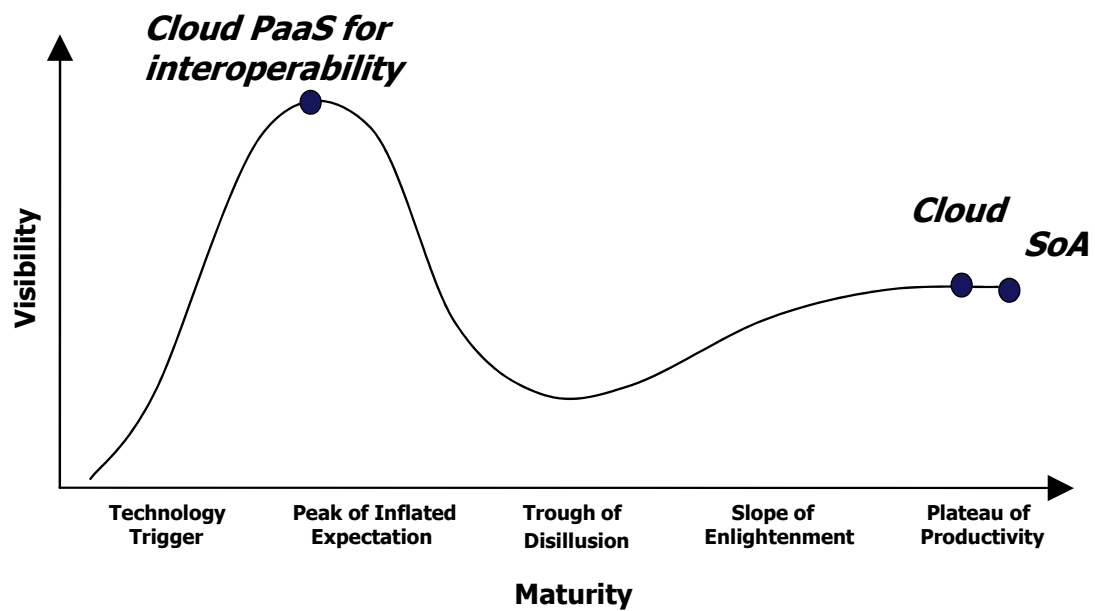 Cloud PaaS for
interoperability
Cloud
SoA
Visibility
Technology
Trigger
Peak of Inflated
Expectation
Trough of
Disillusion
Slope of
Enlightenment
Plateau of
Productivity
Maturity